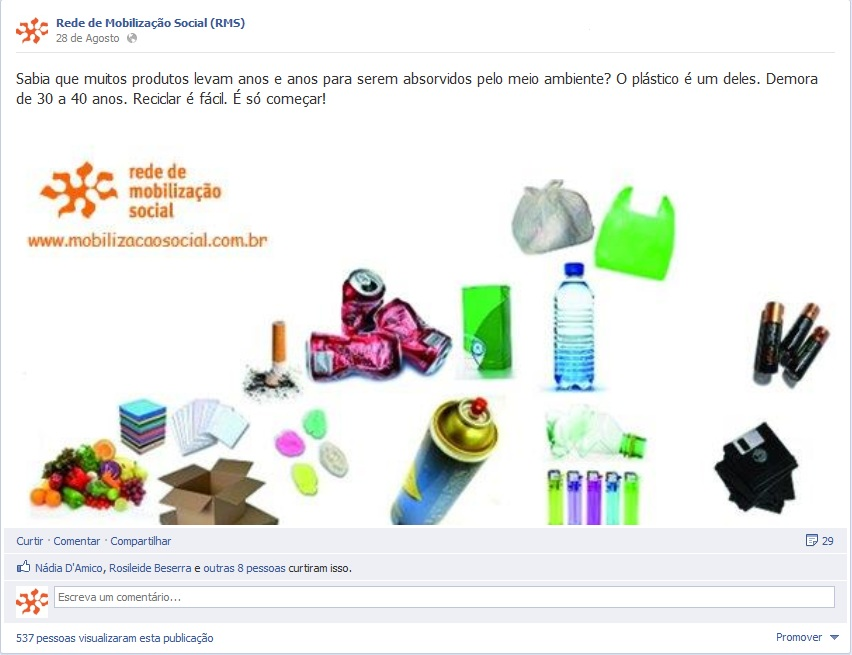 Rede de Mobilização Social (RMS)
28 de Agosto
Sabia que muitos produtos levam anos e anos para serem absorvidos pelo meio ambiente? O plástico é um deles. Demora
de 30 a 40 anos. Reciclar é fácil. É só começar!
rede de
mobilização
social
www.mobilizacaosocial.com.br
Curtir · Comentar · Compartilhar
29
Nádia D'Amico, Rosileide Beserra e outras 8 pessoas curtiram isso.
Escreva um comentário...
537 pessoas visualizaram esta publicação
Promover